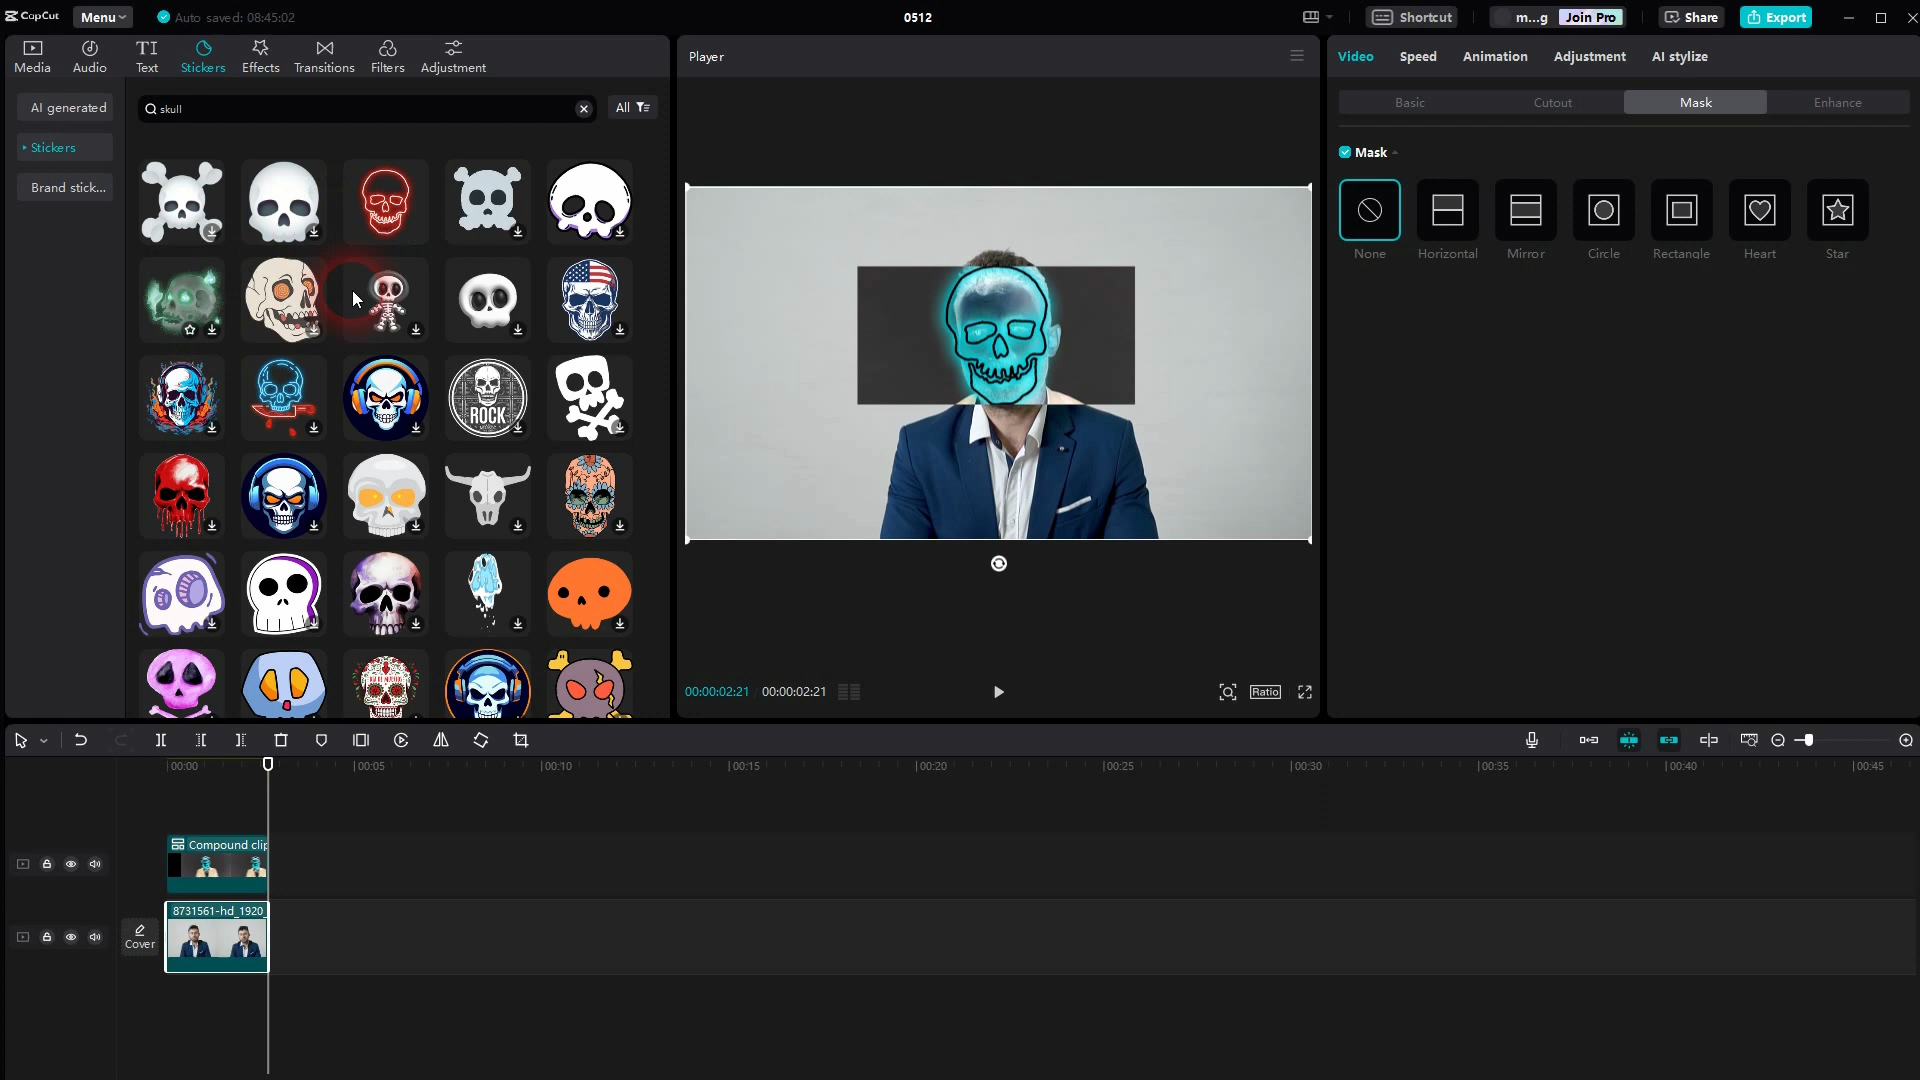 CapCut
Menu
Auto saved: 08:45:02
0512
Shortcut
m...g
Join Pro
Share
Export
Media
Audio
TI
Text
Stickers
Effects
Transitions
Filters
Adjustment
AI generated
Stickers
Brand stick...
skull
All
ROCK
Player
00:00:02:21
00:00:02:21
Ratio
Video
Speed
Animation
Adjustment
AI stylize
Basic
Cutout
Mask
Enhance
Mask
None
Horizontal
Mirror
Circle
Rectangle
Heart
Star
00:00
00:05
00:10
00:15
00:20
00:25
00:30
00:35
00:40
00:45
Compound clip
8731561-hd_1920_
Cover